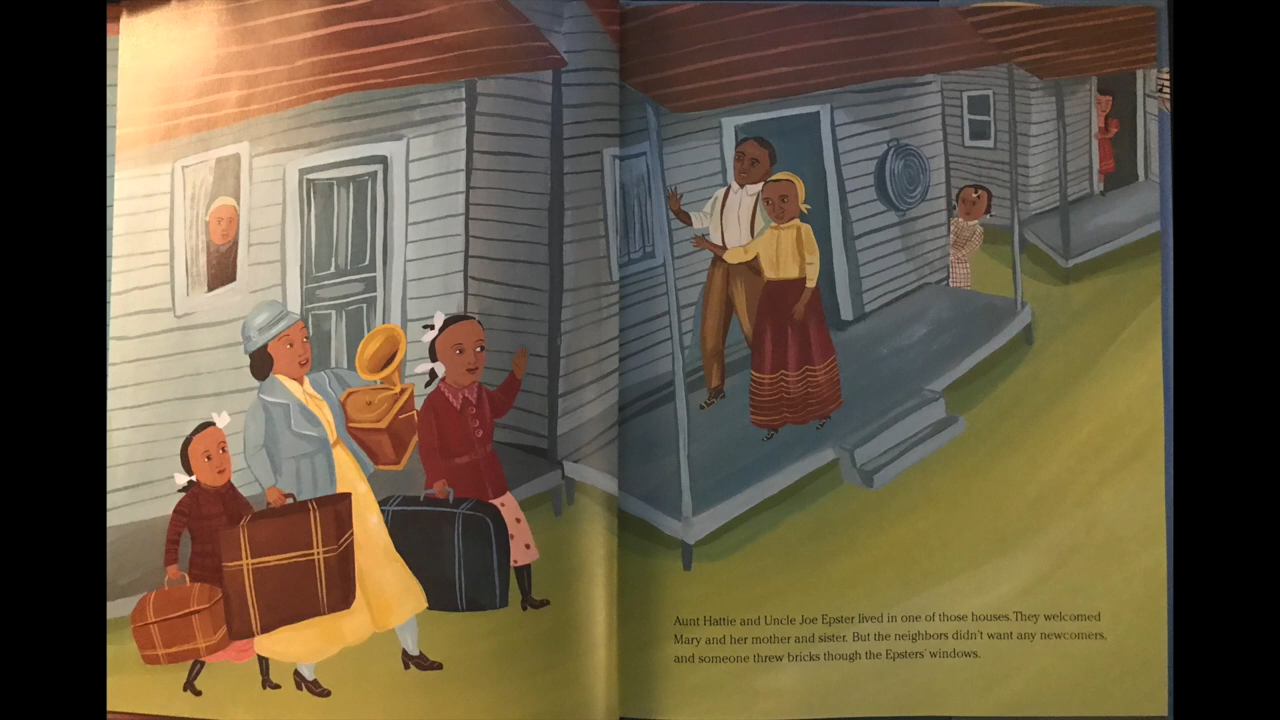 Aunt Hattie and Uncle Joe Epster lived in one of those houses. They welcomed
Mary and her mother and sister. But the neighbors didn't want any newcomers,
and someone threw bricks though the Epsters' windows.